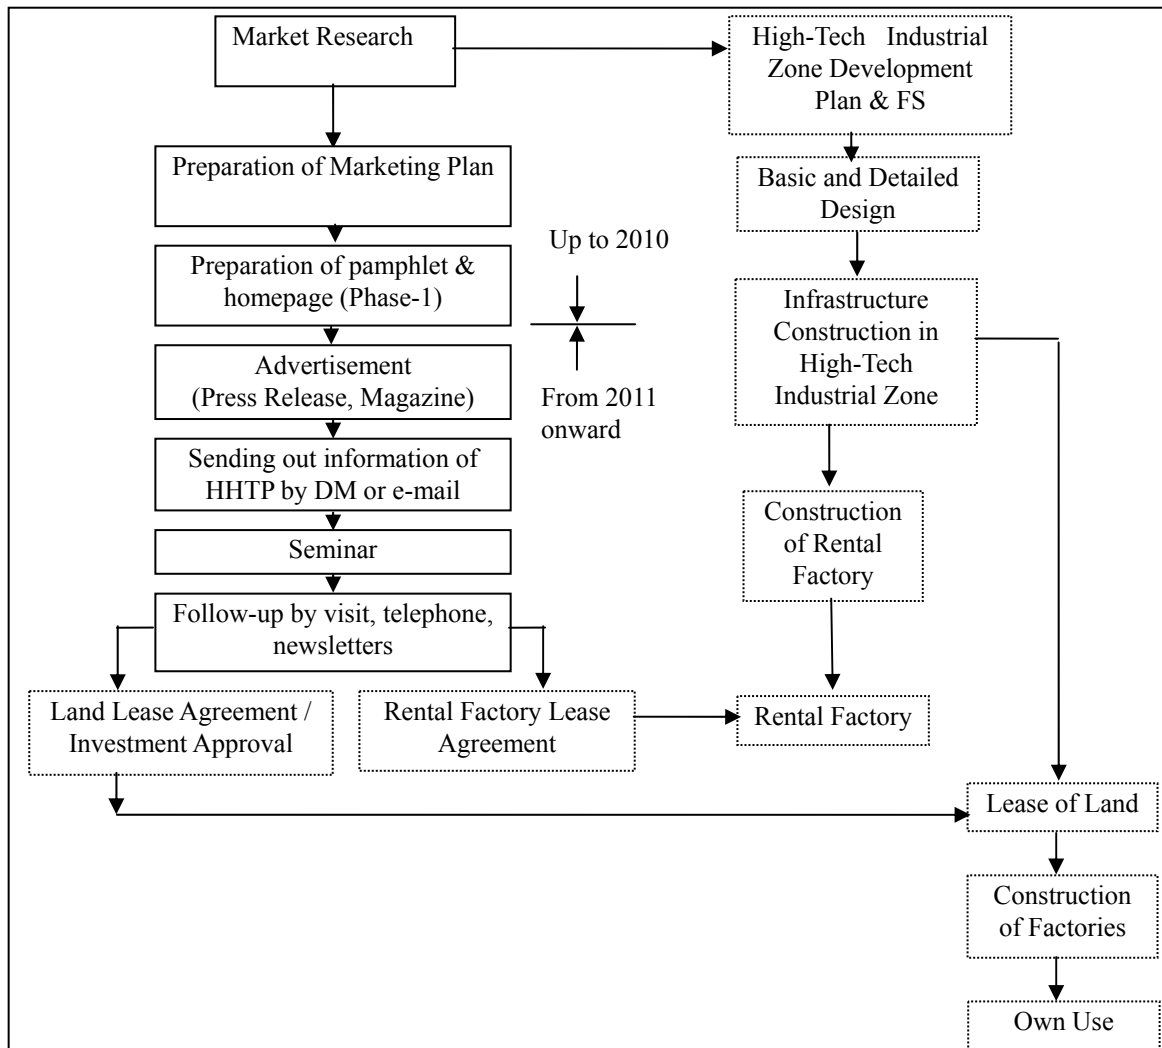 Market Research
High-Tech Industrial
Zone Development
Plan & FS
Preparation of Marketing Plan
Basic and Detailed
Design
Up to 2010
Preparation of pamphlet &
homepage (Phase-1)
Infrastructure
Construction in
High-Tech
Industrial Zone
Advertisement
(Press Release, Magazine)
From 2011
onward
Sending out information of
HHTP by DM or e-mail
Construction
of Rental
Factory
Seminar
Follow-up by visit, telephone,
newsletters
Land Lease Agreement /
Investment Approval
Rental Factory Lease
Agreement
Rental Factory
Lease of Land
Construction
of Factories
Own Use